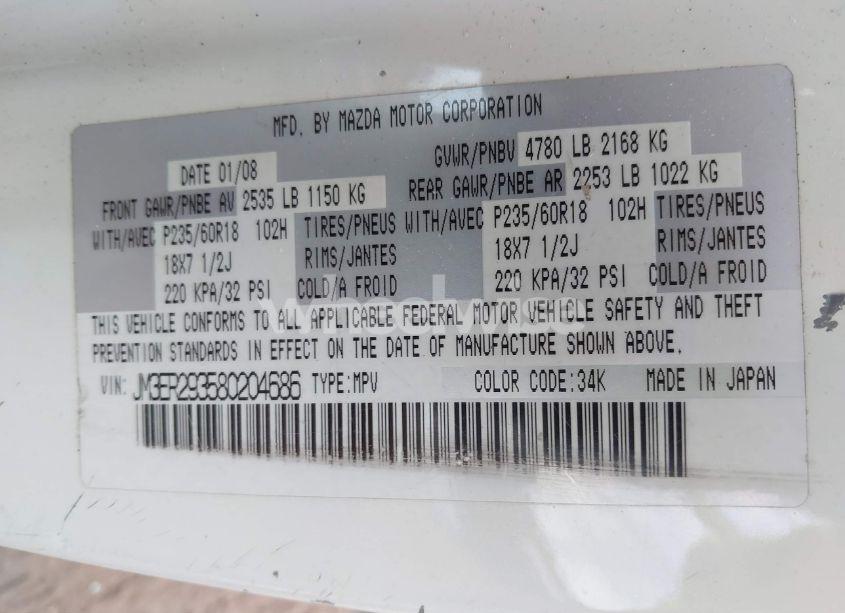 MFD. BY MAZDA MOTOR CORPORATION
DATE 01/08 GVWR/PNBV 4780 LB 2168 KG
FRONT GAWR/PNBE AV 2535 LB 1150 KG REAR GAWR/PNBE AR 2253 LB 1022 KG
WITH/AVEC P235/60R18 102H TIRES/PNEUS WITH/AVEC P235/60R18 102H TIRES/PNEUS
18X7 1/2J RIMS/JANTES 18X7 1/2J RIMS/JANTES
220 KPA/32 PSI COLD/A FROID 220 KPA/32 PSI COLD/A FROID
THIS VEHICLE CONFORMS TO ALL APPLICABLE FEDERAL MOTOR VEHICLE SAFETY AND THEFT
PREVENTION STANDARDS IN EFFECT ON THE DATE OF MANUFACTURE SHOWN ABOVE.
VIN: JM3ER293580204686 TYPE:MPV COLOR CODE:34K MADE IN JAPAN